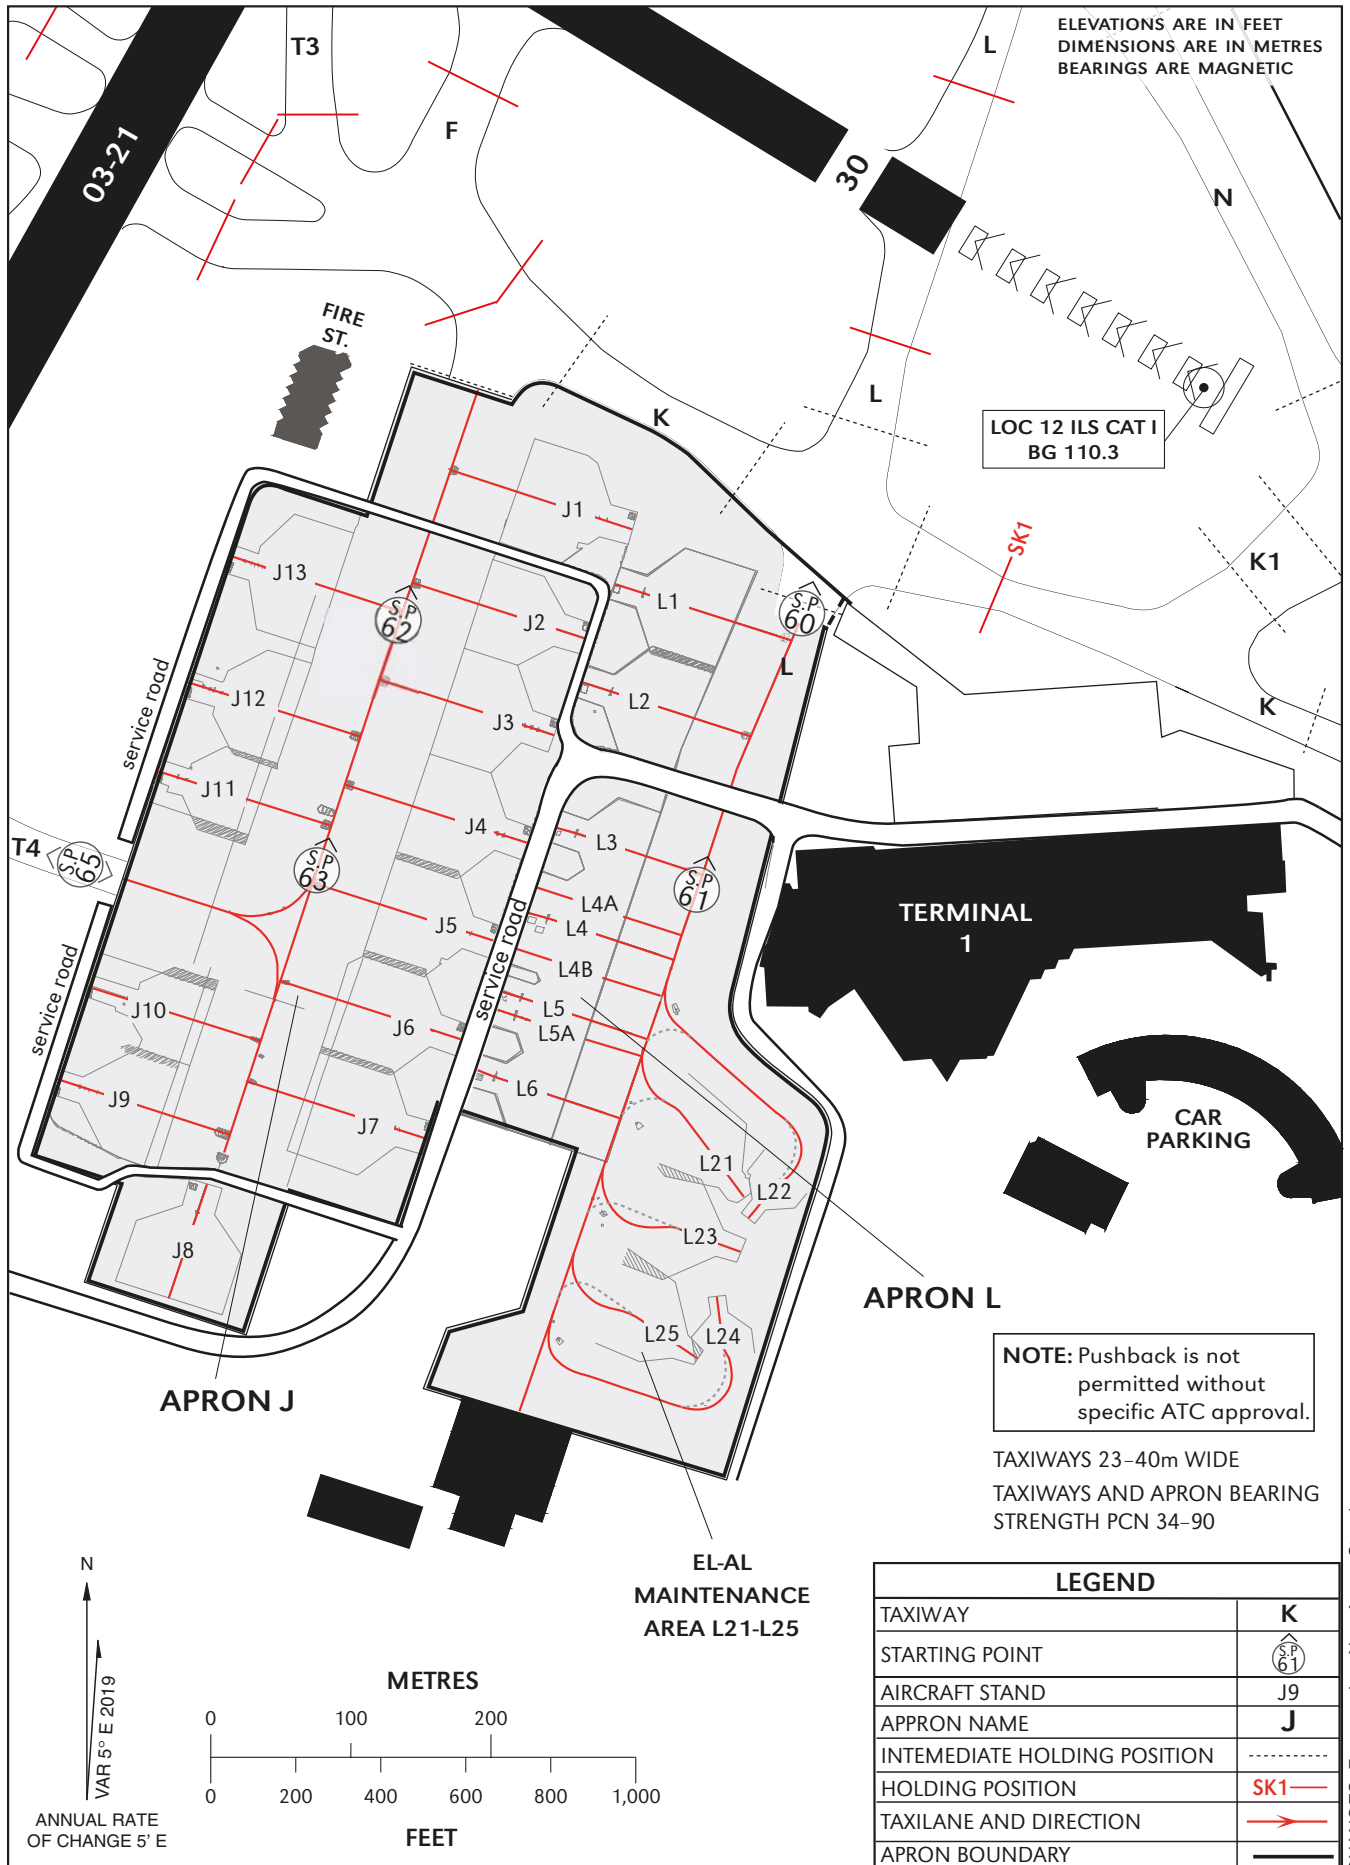 ELEVATIONS ARE IN FEET
DIMENSIONS ARE IN METRES
BEARINGS ARE MAGNETIC
T3
L
F
03-21
30
N
FIRE
ST.
K
L
LOC 12 ILS CAT I
BG 110.3
J1
SK1
K1
J13
S.P
62
J2
L1
S.P
60
L
service road
J12
J3
L2
K
J11
J4
L3
T4
S.P
65
S.P
63
S.P
61
L4A
L4
TERMINAL
1
J5
service road
L4B
service road
J10
J6
L5
L5A
J9
J7
L6
CAR
PARKING
L21
L22
J8
L23
APRON L
L25
L24
APRON J
NOTE: Pushback is not
permitted without
specific ATC approval.
TAXIWAYS 23-40m WIDE
TAXIWAYS AND APRON BEARING
STRENGTH PCN 34-90
EL-AL
MAINTENANCE
AREA L21-L25
N
VAR 5° E 2019
ANNUAL RATE
OF CHANGE 5' E
METRES
0 100 200
0 200 400 600 800 1,000
FEET
LEGEND
TAXIWAY K
STARTING POINT S.P 61
AIRCRAFT STAND J9
APPRON NAME J
INTEMEDIATE HOLDING POSITION
HOLDING POSITION SK1
TAXILANE AND DIRECTION
APRON BOUNDARY